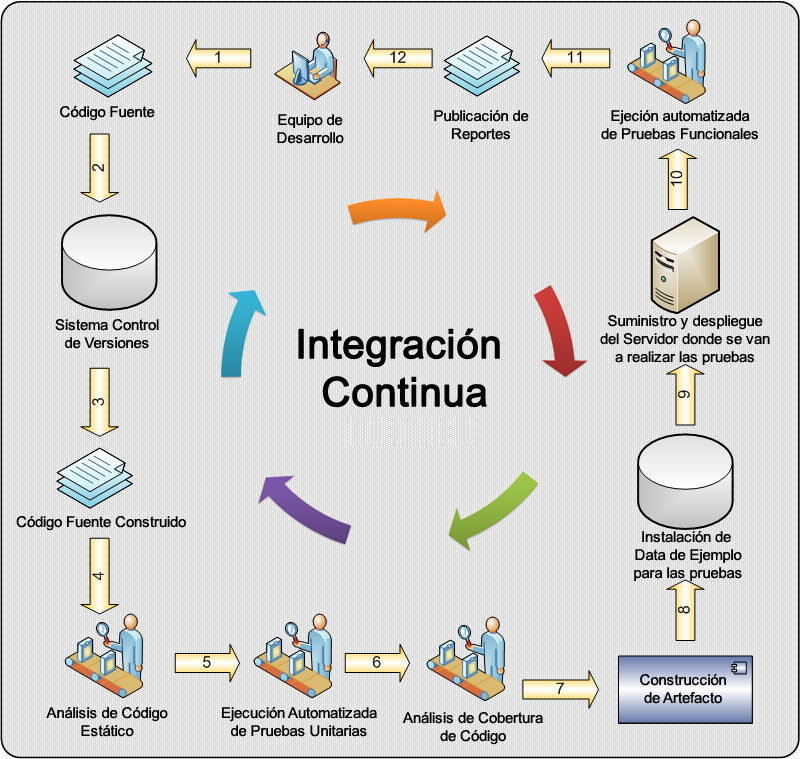 1
12
11
Código Fuente
Equipo de
Desarrollo
Publicación de
Reportes
Ejeción automatizada
de Pruebas Funcionales
2
10
Sistema Control
de Versiones
Suministro y despliegue
del Servidor donde se van
a realizar las pruebas
Integración
Continua
3
9
Código Fuente Construido
Instalación de
Data de Ejemplo
para las pruebas
4
8
Análisis de Código
Estático
5
Ejecución Automatizada
de Pruebas Unitarias
6
Análisis de Cobertura
de Código
7
Construcción
de Artefacto